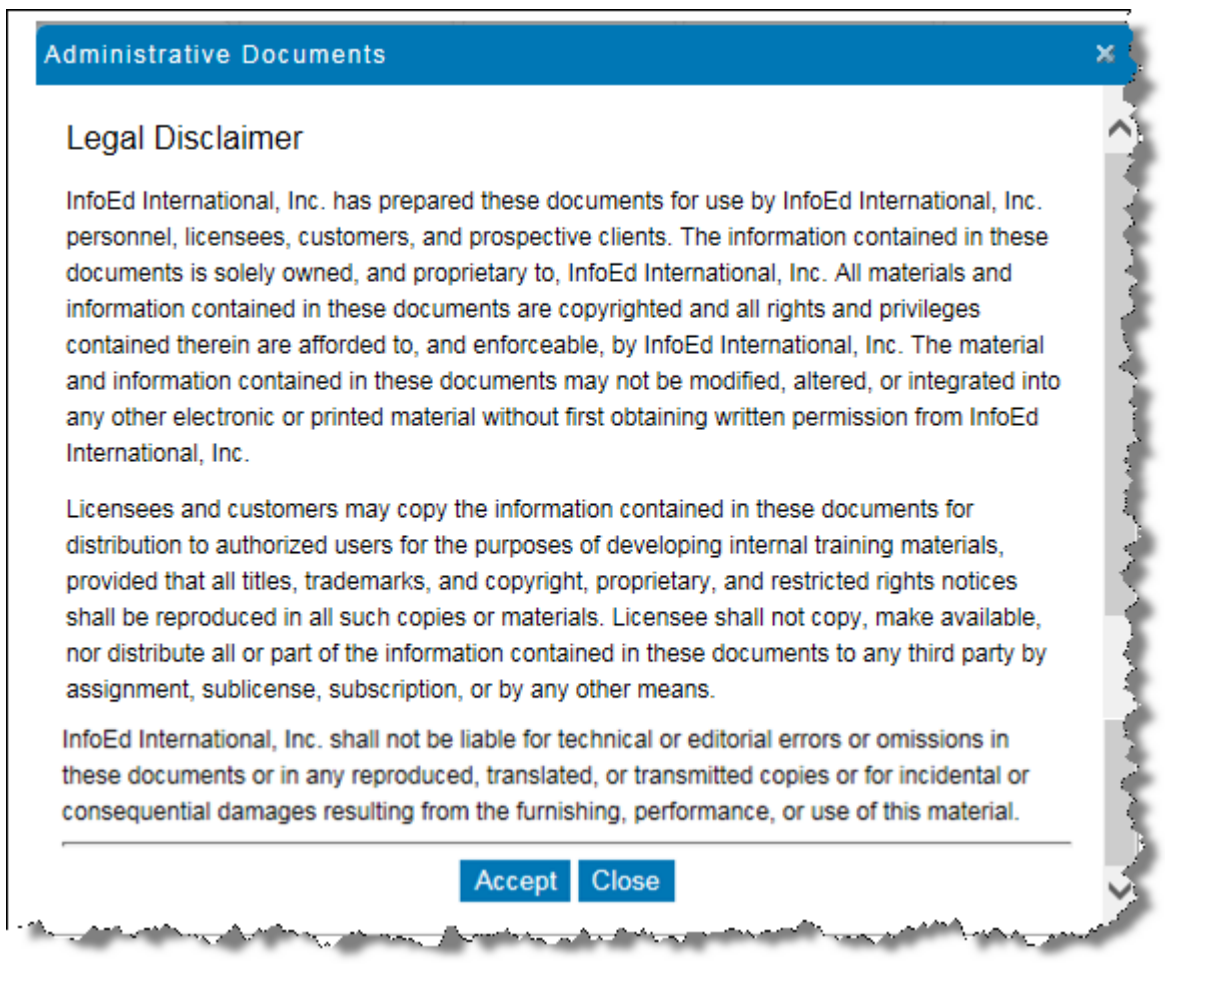 Administrative Documents
Legal Disclaimer
InfoEd International, Inc. has prepared these documents for use by InfoEd International, Inc.
personnel, licensees, customers, and prospective clients. The information contained in these
documents is solely owned, and proprietary to, InfoEd International, Inc. All materials and
information contained in these documents are copyrighted and all rights and privileges
contained therein are afforded to, and enforceable, by InfoEd International, Inc. The material
and information contained in these documents may not be modified, altered, or integrated into
any other electronic or printed material without first obtaining written permission from InfoEd
International, Inc.
Licensees and customers may copy the information contained in these documents for
distribution to authorized users for the purposes of developing internal training materials,
provided that all titles, trademarks, and copyright, proprietary, and restricted rights notices
shall be reproduced in all such copies or materials. Licensee shall not copy, make available,
nor distribute all or part of the information contained in these documents to any third party by
assignment, sublicense, subscription, or by any other means.
InfoEd International, Inc. shall not be liable for technical or editorial errors or omissions in
these documents or in any reproduced, translated, or transmitted copies or for incidental or
consequential damages resulting from the furnishing, performance, or use of this material.
Accept Close